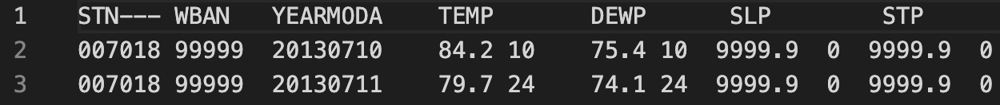 1 STN--- WBAN YEARMODA TEMP DEWP SLP STP
2 007018 99999 20130710 84.2 10 75.4 10 9999.9 0 9999.9 0
3 007018 99999 20130711 79.7 24 74.1 24 9999.9 0 9999.9 0